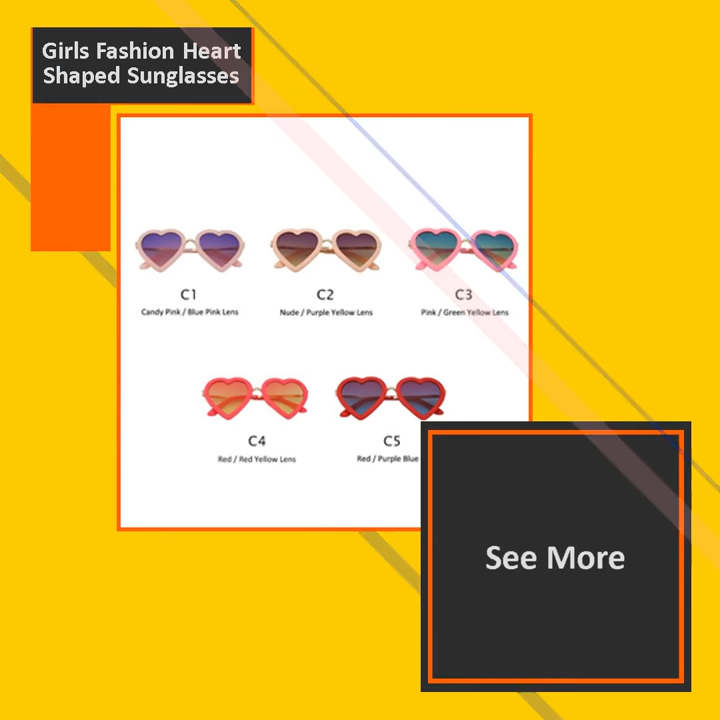 Girls Fashion Heart
Shaped Sunglasses
C1
Candy Pink / Blue Pink Lens
C2
Nude / Purple Yellow Lens
C3
Pink / Green Yellow Lens
C4
Red / Red Yellow Lens
C5
Red / Purple Blue
See More